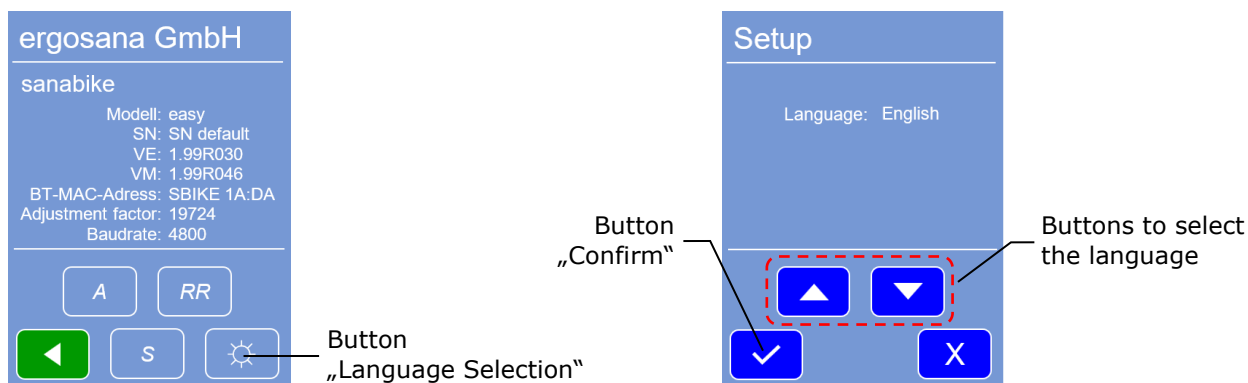 ergosana GmbH
sanabike
Modell: easy
SN: SN default
VE: 1.99R030
VM: 1.99R046
BT-MAC-Adress: SBIKE 1A:DA
Adjustment factor: 19724
Baudrate: 4800
A
RR
S
Button
„Language Selection“
Setup
Language: English
Button
„Confirm“
Buttons to select
the language
X